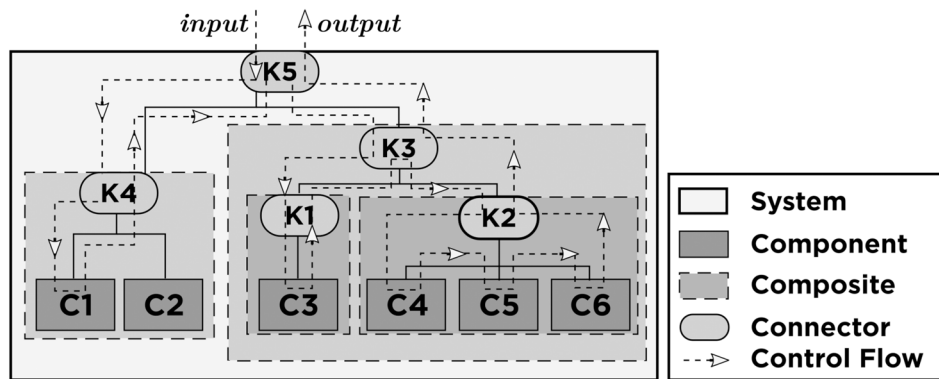 input output
K5
K3
K4
K1 K2
C1 C2 C3 C4 C5 C6
System
Component
Composite
Connector
Control Flow